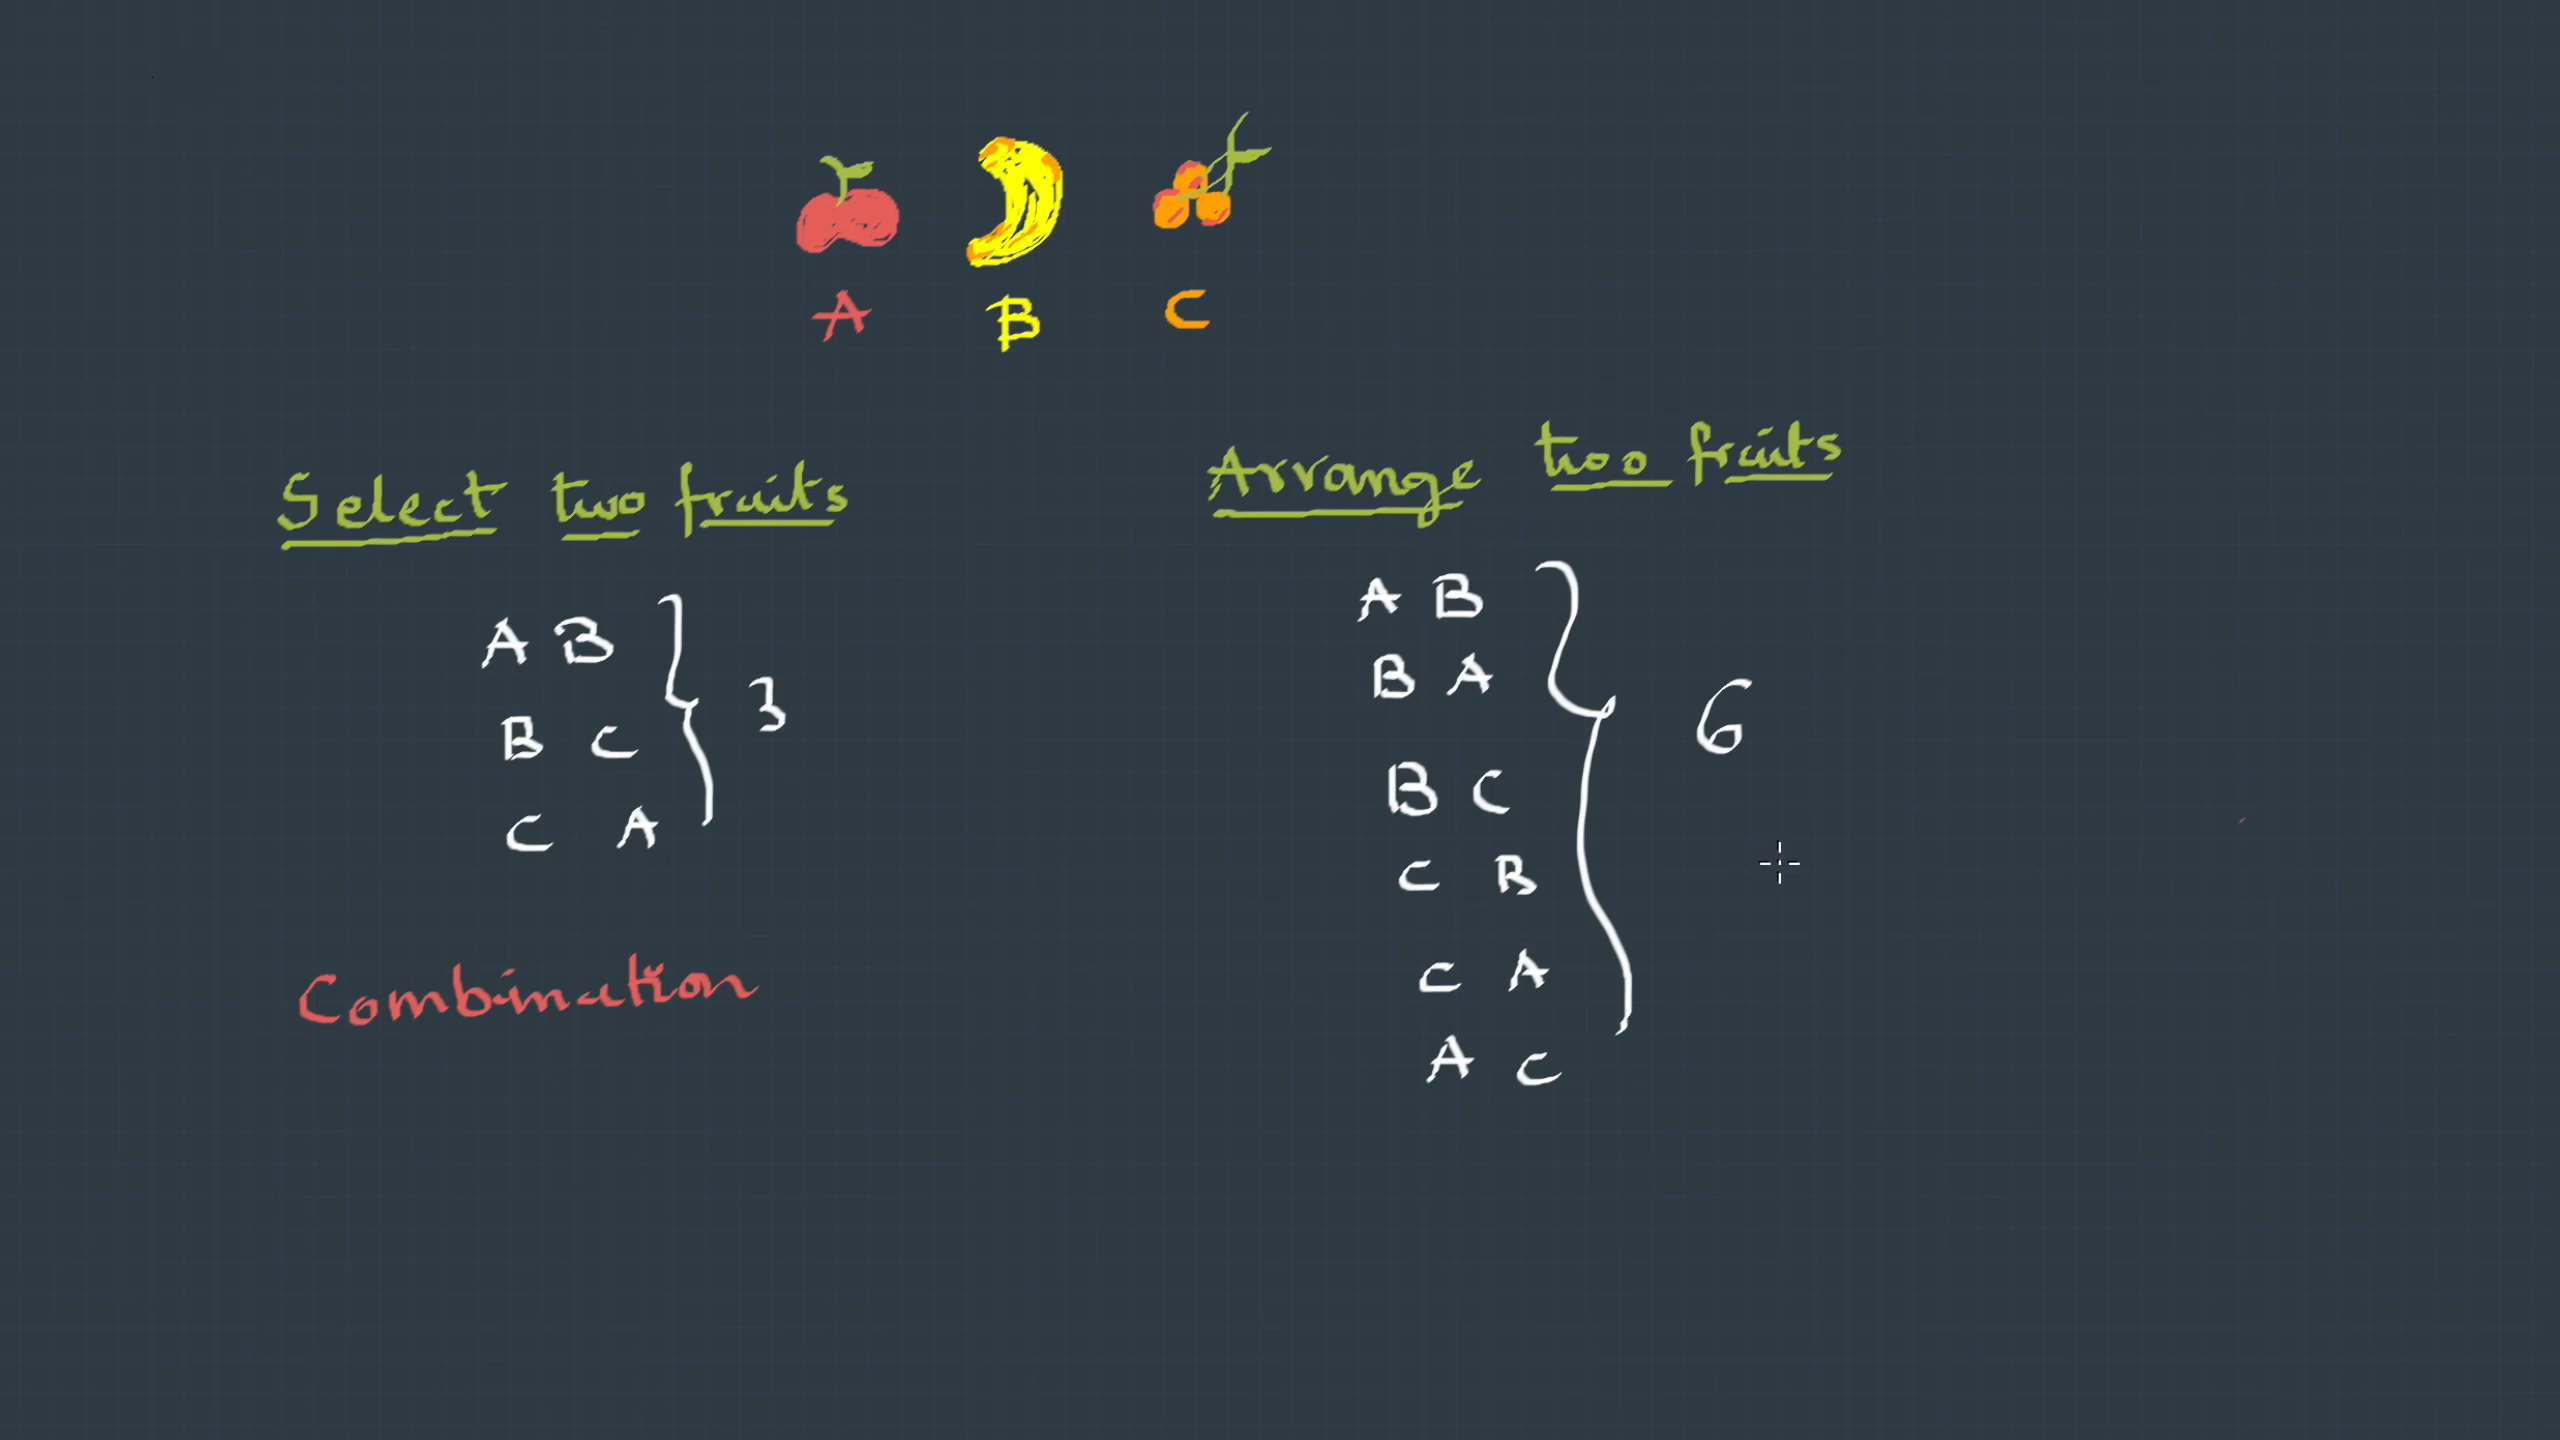 A B C
Select two fruits
A B
B C
C A
3
Combination
Arrange two fruits
A B
B A
B C
C B
C A
A C
6